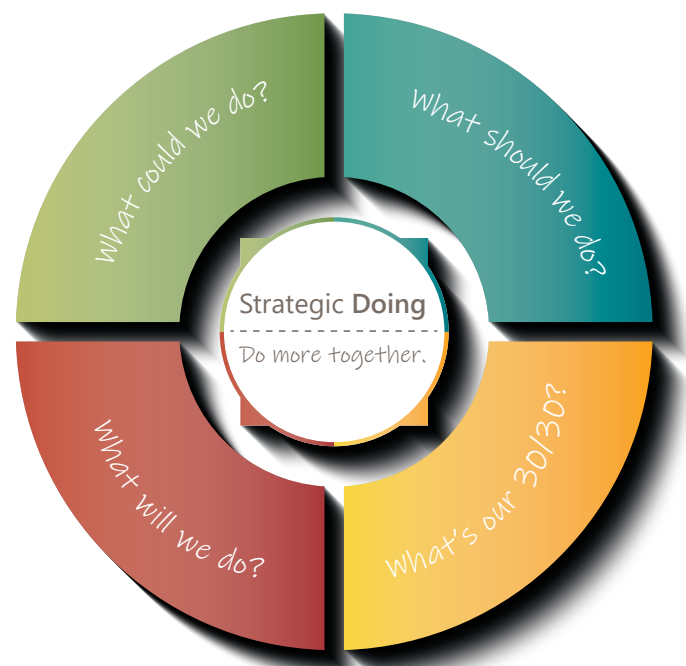 What could we do?
What should we do?
Strategic Doing
Do more together.
What will we do?
What's our 30/30?